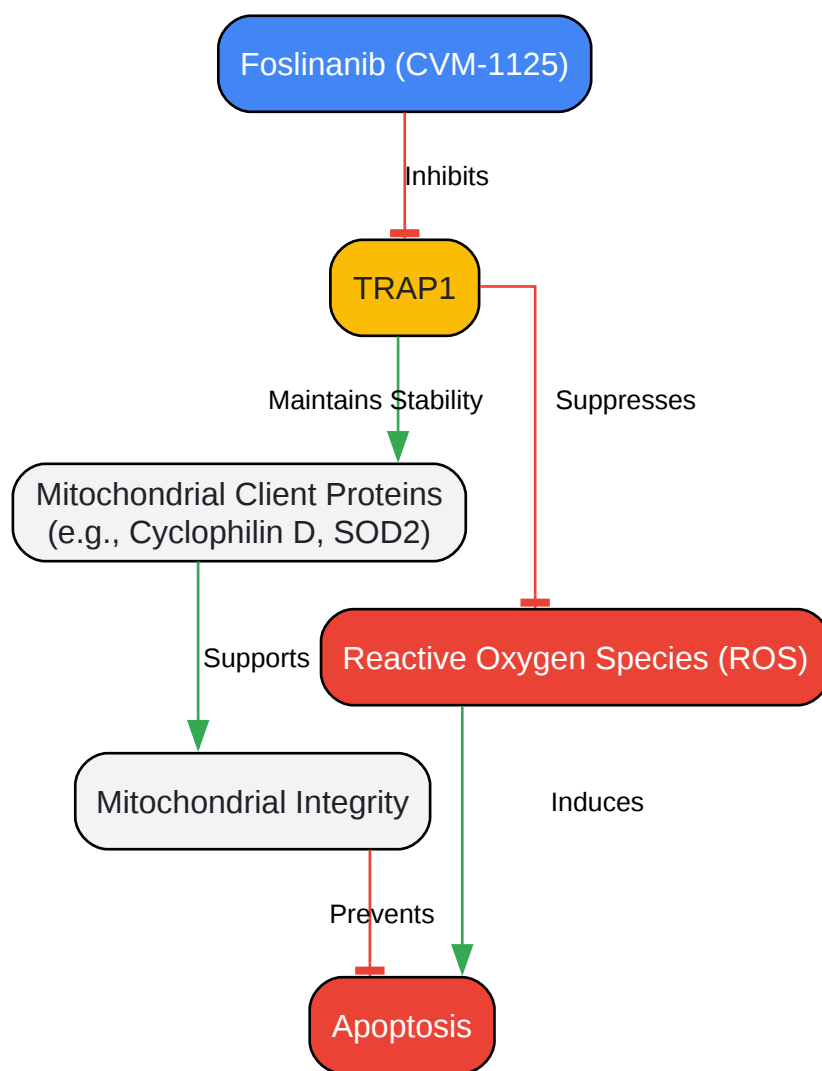 Foslinanib (CVM-1125)
Inhibits
TRAP1
Maintains Stability
Suppresses
Mitochondrial Client Proteins
(e.g., Cyclophilin D, SOD2)
Supports
Reactive Oxygen Species (ROS)
Mitochondrial Integrity
Induces
Prevents
Apoptosis